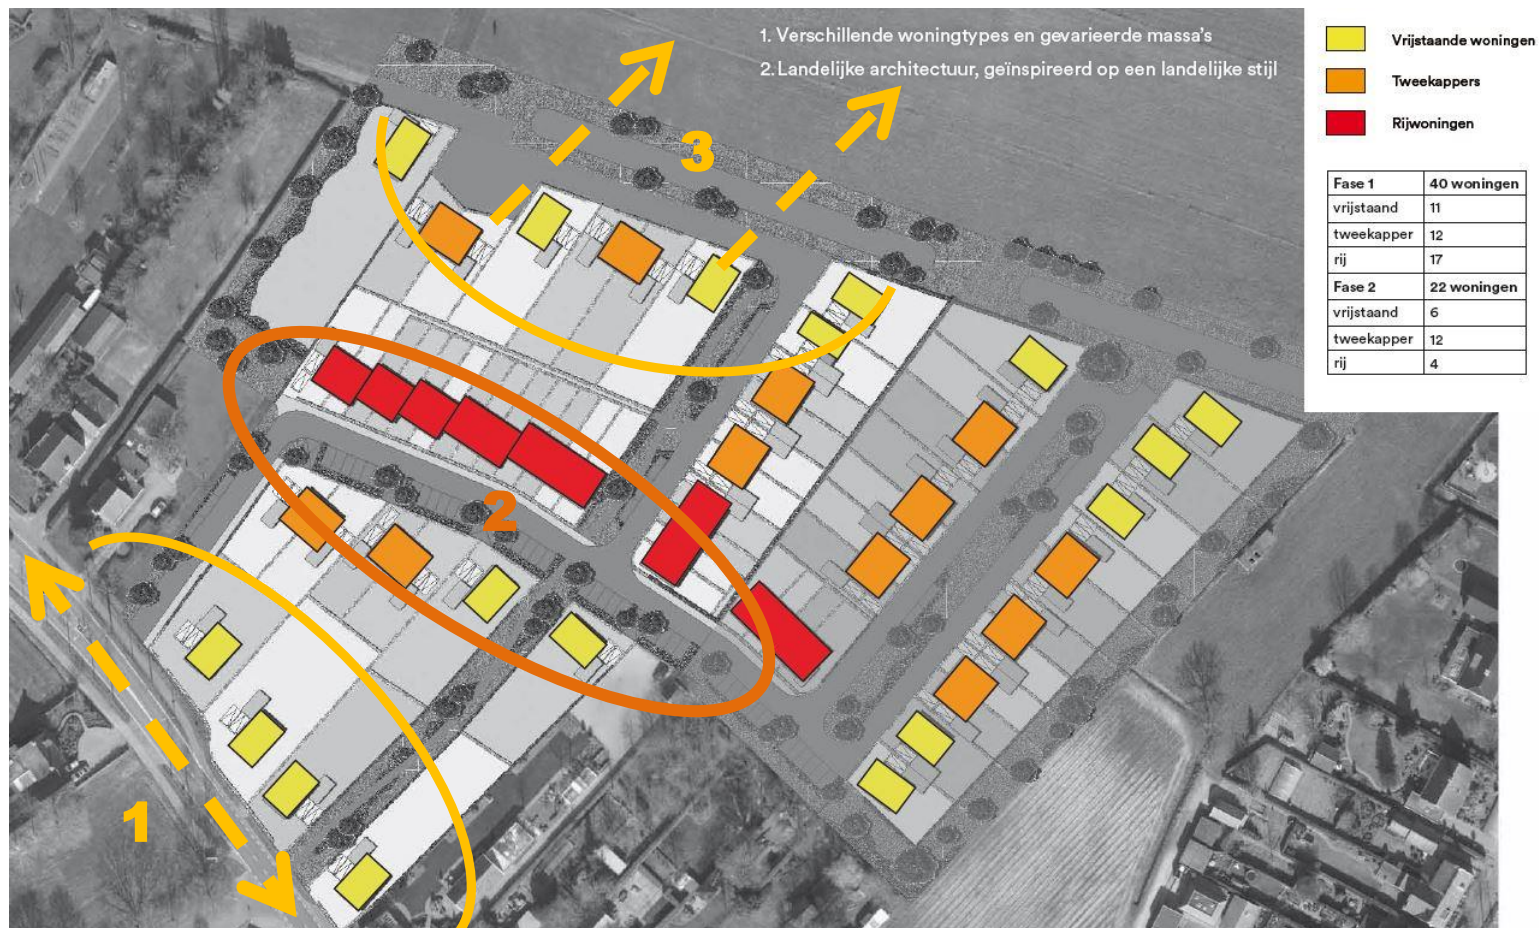 1. Verschillende woningtypes en gevarieerde massa's
2. Landelijke architectuur, geïnspireerd op een landelijke stijl
Vrijstaande woningen
Tweekappers
Rijwoningen
Fase 1 40 woningen
vrijstaand 11
tweekapper 12
rij 17
Fase 2 22 woningen
vrijstaand 6
tweekapper 12
rij 4
3
2
1